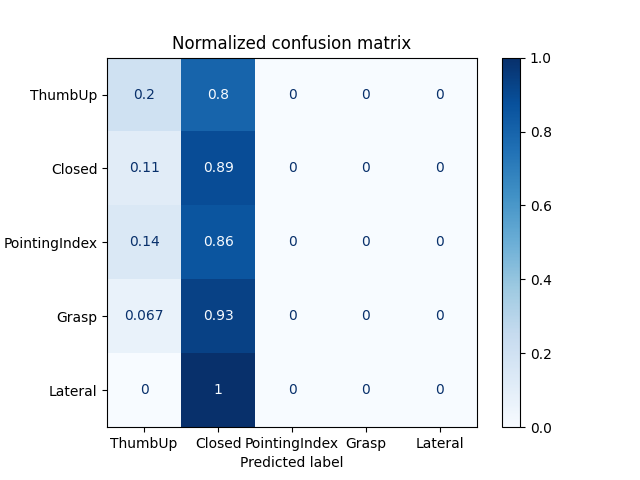 Normalized confusion matrix
ThumbUp 0.2 0.8 0 0 0
Closed 0.11 0.89 0 0 0
PointingIndex 0.14 0.86 0 0 0
Grasp 0.067 0.93 0 0 0
Lateral 0 1 0 0 0
ThumbUp Closed PointingIndex Grasp Lateral
Predicted label
1.0
0.8
0.6
0.4
0.2
0.0